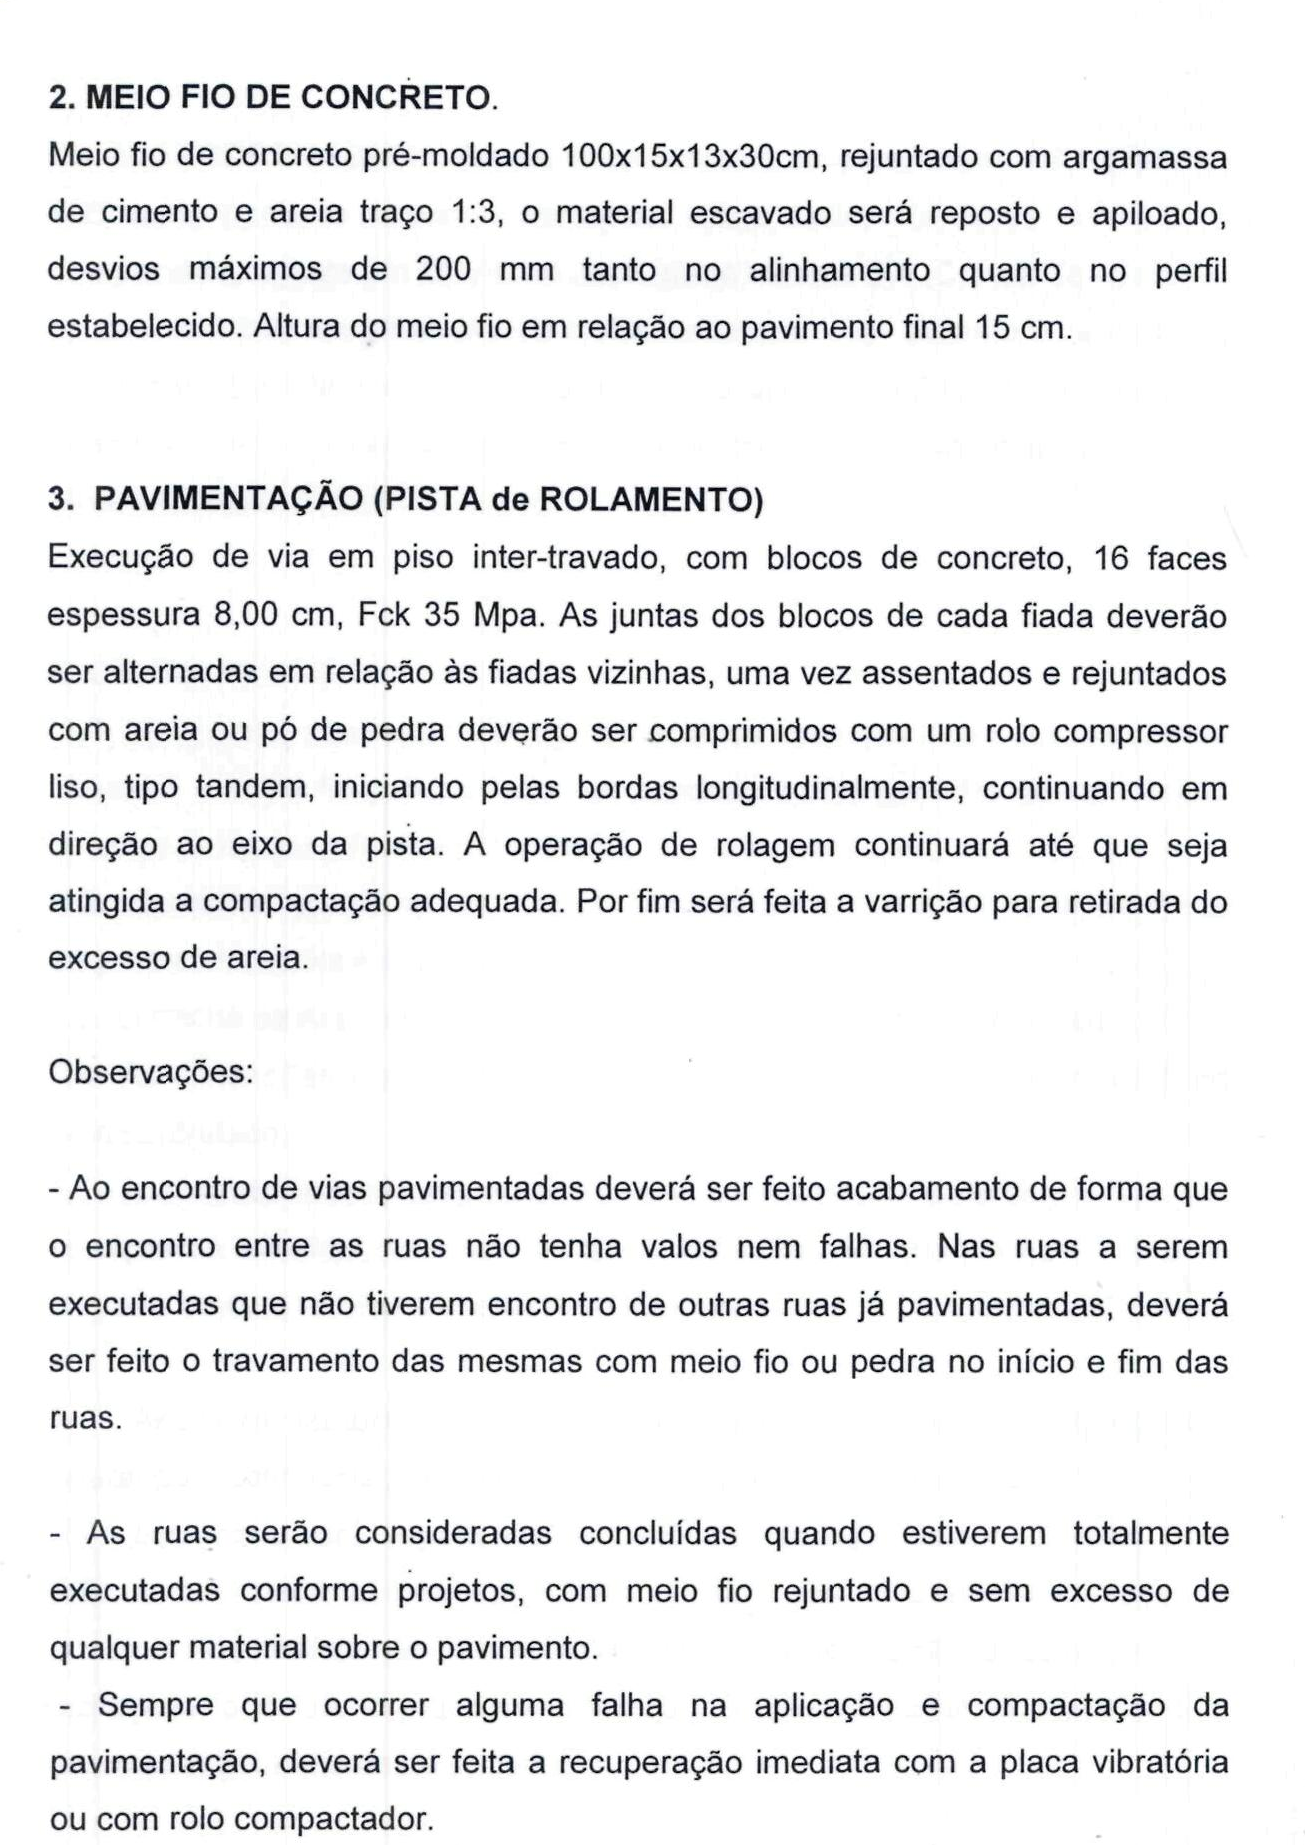 2. MEIO FIO DE CONCRETO.
Meio fio de concreto pré-moldado 100x15x13x30cm, rejuntado com argamassa
de cimento e areia traço 1:3, o material escavado será reposto e apiloado,
desvios máximos de 200 mm tanto no alinhamento quanto no perfil
estabelecido. Altura do meio fio em relação ao pavimento final 15 cm.
3. PAVIMENTAÇÃO (PISTA de ROLAMENTO)
Execução de via em piso inter-travado, com blocos de concreto, 16 faces
espessura 8,00 cm, Fck 35 Mpa. As juntas dos blocos de cada fiada deverão
ser alternadas em relação às fiadas vizinhas, uma vez assentados e rejuntados
com areia ou pó de pedra deverão ser comprimidos com um rolo compressor
liso, tipo tandem, iniciando pelas bordas longitudinalmente, continuando em
direção ao eixo da pista. A operação de rolagem continuará até que seja
atingida a compactação adequada. Por fim será feita a varrição para retirada do
excesso de areia.
Observações:
- Ao encontro de vias pavimentadas deverá ser feito acabamento de forma que
o encontro entre as ruas não tenha valos nem falhas. Nas ruas a serem
executadas que não tiverem encontro de outras ruas já pavimentadas, deverá
ser feito o travamento das mesmas com meio fio ou pedra no início e fim das
ruas.
- As ruas serão consideradas concluídas quando estiverem totalmente
executadas conforme projetos, com meio fio rejuntado e sem excesso de
qualquer material sobre o pavimento.
- Sempre que ocorrer alguma falha na aplicação e compactação da
pavimentação, deverá ser feita a recuperação imediata com a placa vibratória
ou com rolo compactador.